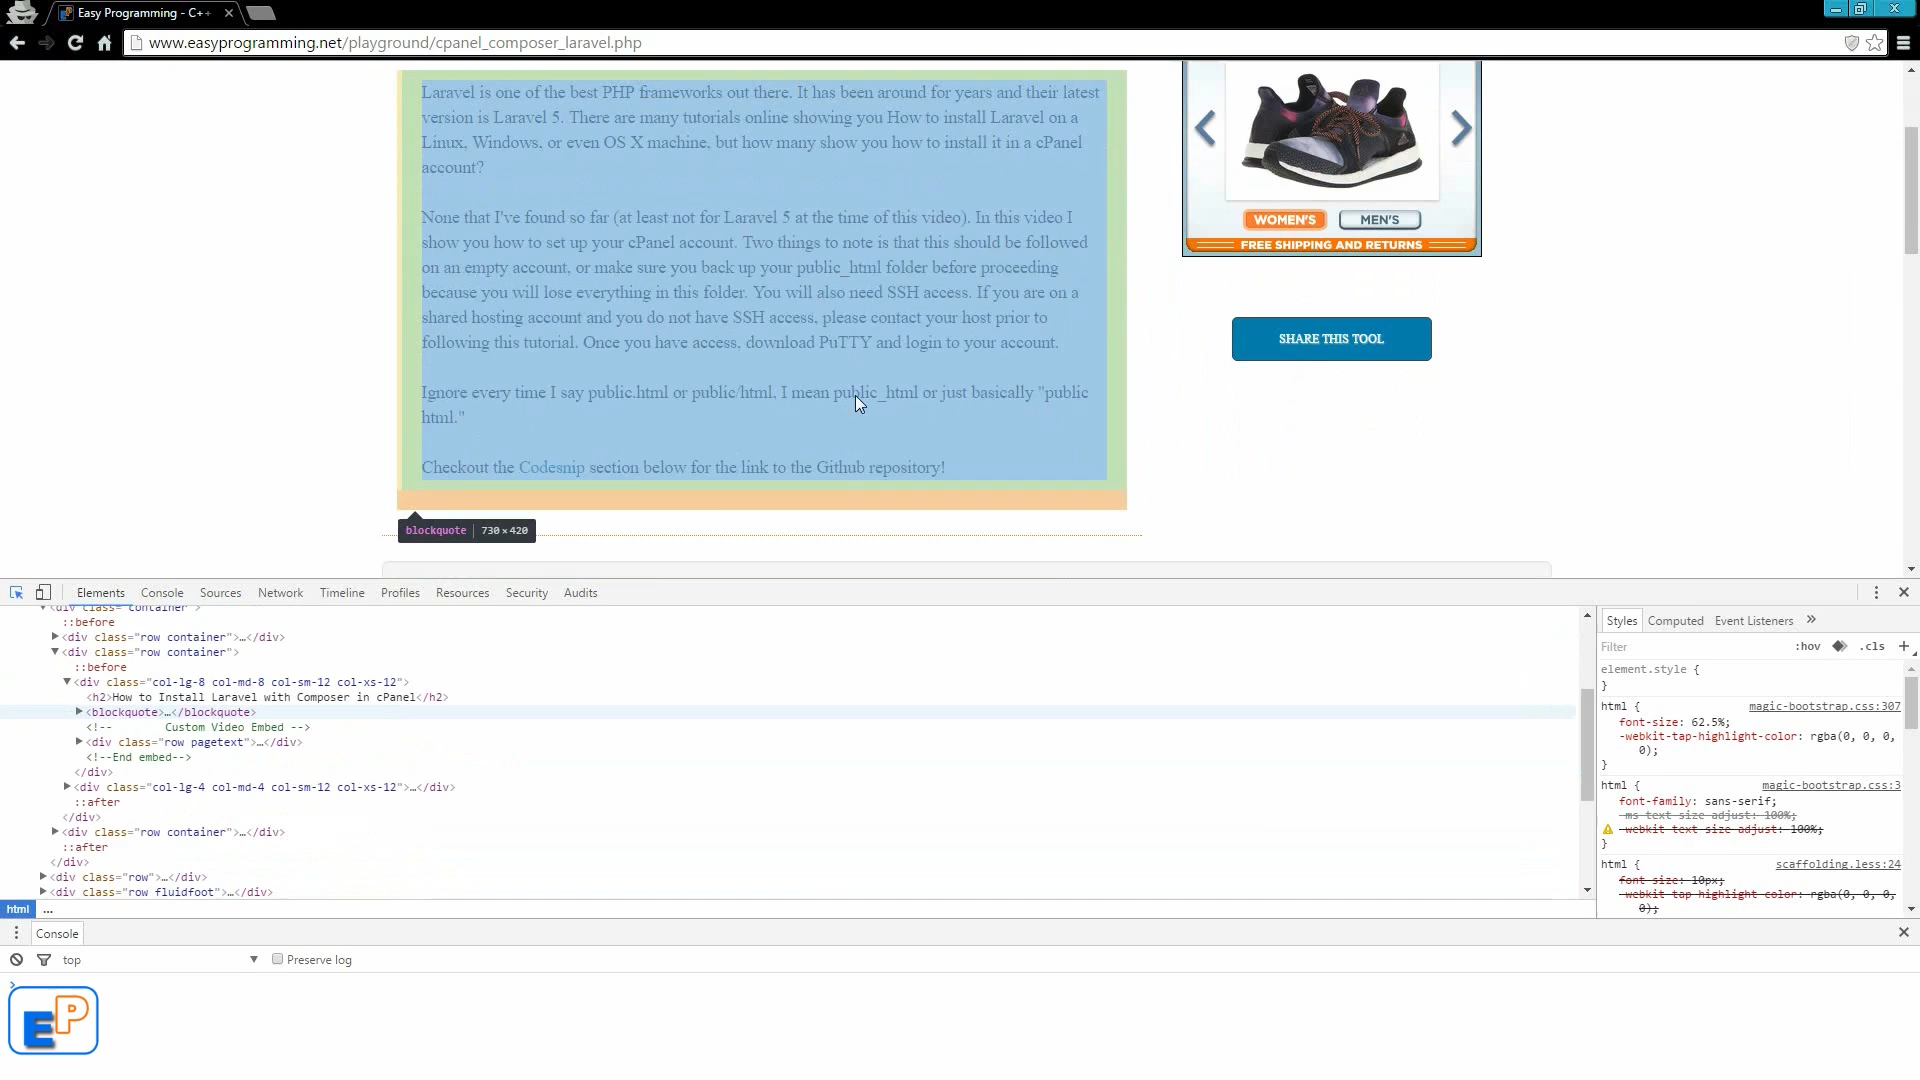 Easy Programming - C++
www.easyprogramming.net/playground/cpanel_composer_laravel.php
Laravel is one of the best PHP frameworks out there. It has been around for years and their latest
version is Laravel 5. There are many tutorials online showing you How to install Laravel on a
Linux, Windows, or even OS X machine, but how many show you how to install it in a cPanel
account?
None that I've found so far (at least not for Laravel 5 at the time of this video). In this video I
show you how to set up your cPanel account. Two things to note is that this should be followed
on an empty account, or make sure you back up your public_html folder before proceeding
because you will lose everything in this folder. You will also need SSH access. If you are on a
shared hosting account and you do not have SSH access, please contact your host prior to
following this tutorial. Once you have access, download PuTTY and login to your account.
Ignore every time I say public.html or public/html, I mean public_html or just basically "public
html."
Checkout the Codesnip section below for the link to the Github repository!
WOMEN'S MEN'S
FREE SHIPPING AND RETURNS
SHARE THIS TOOL
blockquote 730×420
Elements Console Sources Network Timeline Profiles Resources Security Audits
<div class="container">
::before
<div class="row container">…</div>
<div class="row container">
::before
<div class="col-lg-8 col-md-8 col-sm-12 col-xs-12">
<h2>How to Install Laravel with Composer in cPanel</h2>
<blockquote>…</blockquote>
<!-- Custom Video Embed -->
<div class="row pagetext">…</div>
<!--End embed-->
</div>
<div class="col-lg-4 col-md-4 col-sm-12 col-xs-12">…</div>
::after
</div>
<div class="row container">…</div>
::after
</div>
<div class="row">…</div>
<div class="row fluidfoot">…</div>
html ...
Styles Computed Event Listeners »
Filter :hov .cls +
element.style {
}
html { magic-bootstrap.css:307
font-size: 62.5%;
-webkit-tap-highlight-color: rgba(0, 0, 0,
0);
}
html { magic-bootstrap.css:3
font-family: sans-serif;
-ms-text-size-adjust: 100%;
-webkit-text-size-adjust: 100%;
}
html { scaffolding.less:24
font-size: 10px;
-webkit-tap-highlight-color: rgba(0, 0, 0,
0);
Console
top Preserve log
>
EP